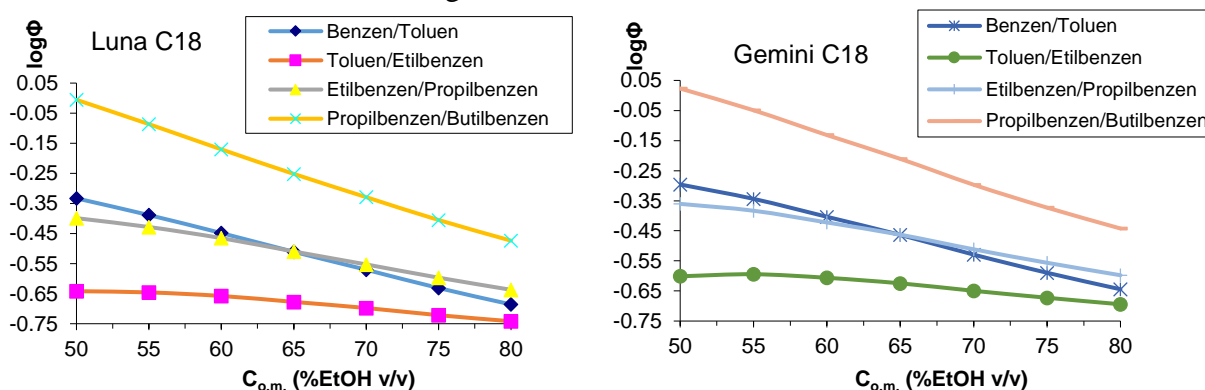 Luna C18
logΦ
Benzen/Toluen
Toluen/Etilbenzen
Etilbenzen/Propilbenzen
Propilbenzen/Butilbenzen
0.05
-0.05
-0.15
-0.25
-0.35
-0.45
-0.55
-0.65
-0.75
50 55 60 65 70 75 80
Co.m. (%EtOH v/v)
Gemini C18
logΦ
Benzen/Toluen
Toluen/Etilbenzen
Etilbenzen/Propilbenzen
Propilbenzen/Butilbenzen
0.05
-0.05
-0.15
-0.25
-0.35
-0.45
-0.55
-0.65
-0.75
50 55 60 65 70 75 80
Co.m. (%EtOH v/v)